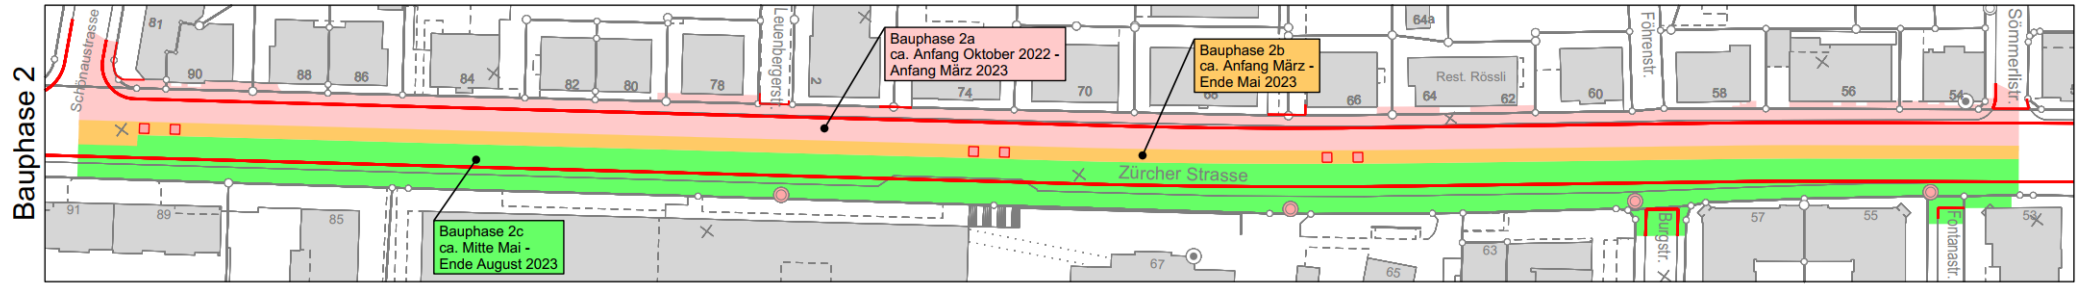 Bauphase 2
Schönaustrasse
81
90
88
86
84
82
80
78
Leuenbergerstr.
2
Bauphase 2a
ca. Anfang Oktober 2022 -
Anfang März 2023
74
70
Bauphase 2b
ca. Anfang März -
Ende Mai 2023
68
66
64a
Rest. Rössli
64
62
Föhrenstr.
60
58
56
54
Sömmerlistr.
Zürcher Strasse
91
89
85
Bauphase 2c
ca. Mitte Mai -
Ende August 2023
67
65
63
Burgstr.
57
55
Fontanastr.
53